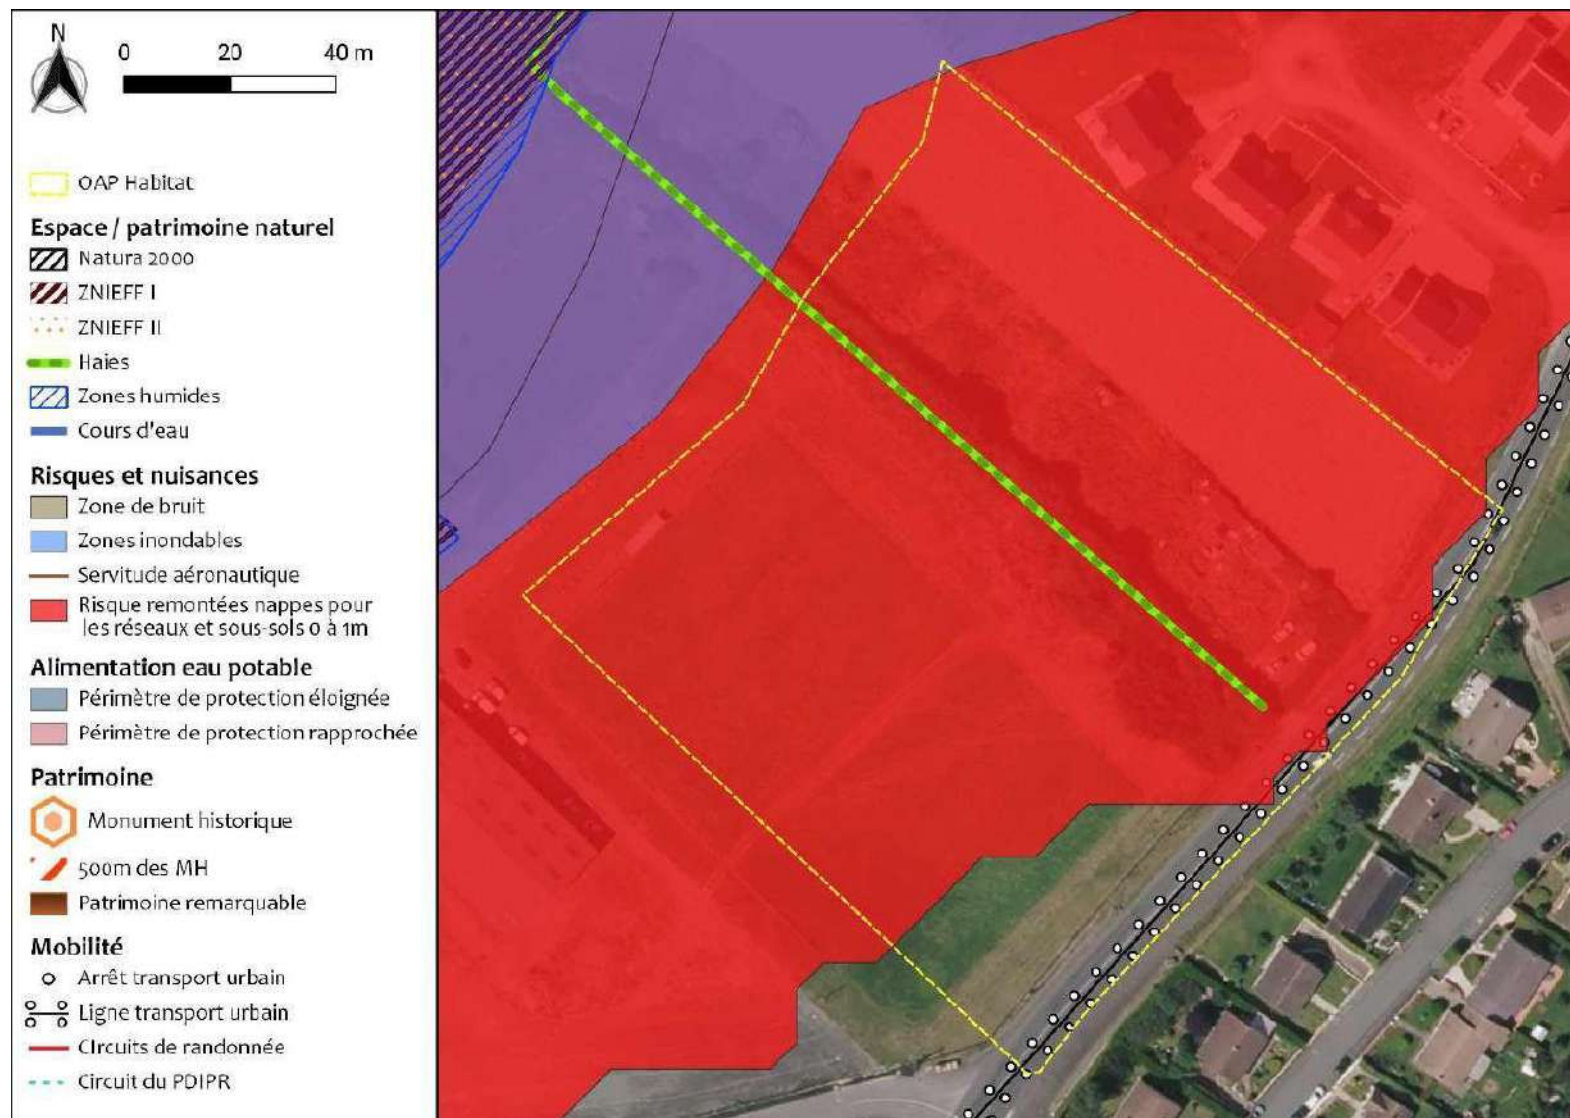 N
0 20 40 m
OAP Habitat
Espace / patrimoine naturel
Natura 2000
ZNIEFF I
ZNIEFF II
Haies
Zones humides
Cours d'eau
Risques et nuisances
Zone de bruit
Zones inondables
Servitude aéronautique
Risque remontées nappes pour
les réseaux et sous-sols 0 à 1m
Alimentation eau potable
Périmètre de protection éloignée
Périmètre de protection rapprochée
Patrimoine
Monument historique
500m des MH
Patrimoine remarquable
Mobilité
Arrêt transport urbain
Ligne transport urbain
CIrcuits de randonnée
Circuit du PDIPR